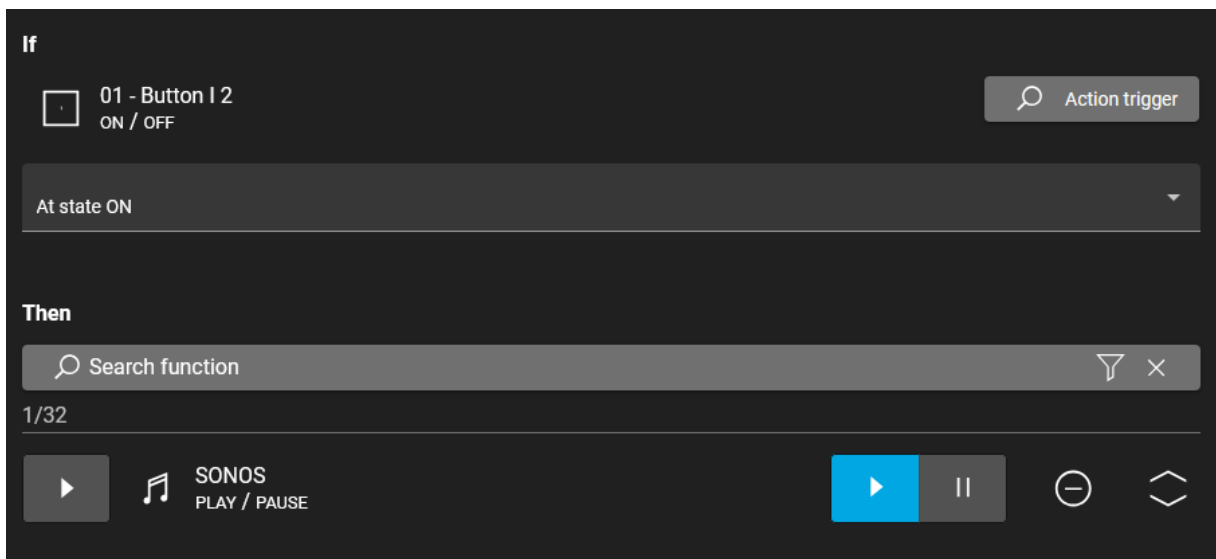 If
01 - Button I 2
ON / OFF
Action trigger
At state ON
Then
Search function
1/32
SONOS
PLAY / PAUSE